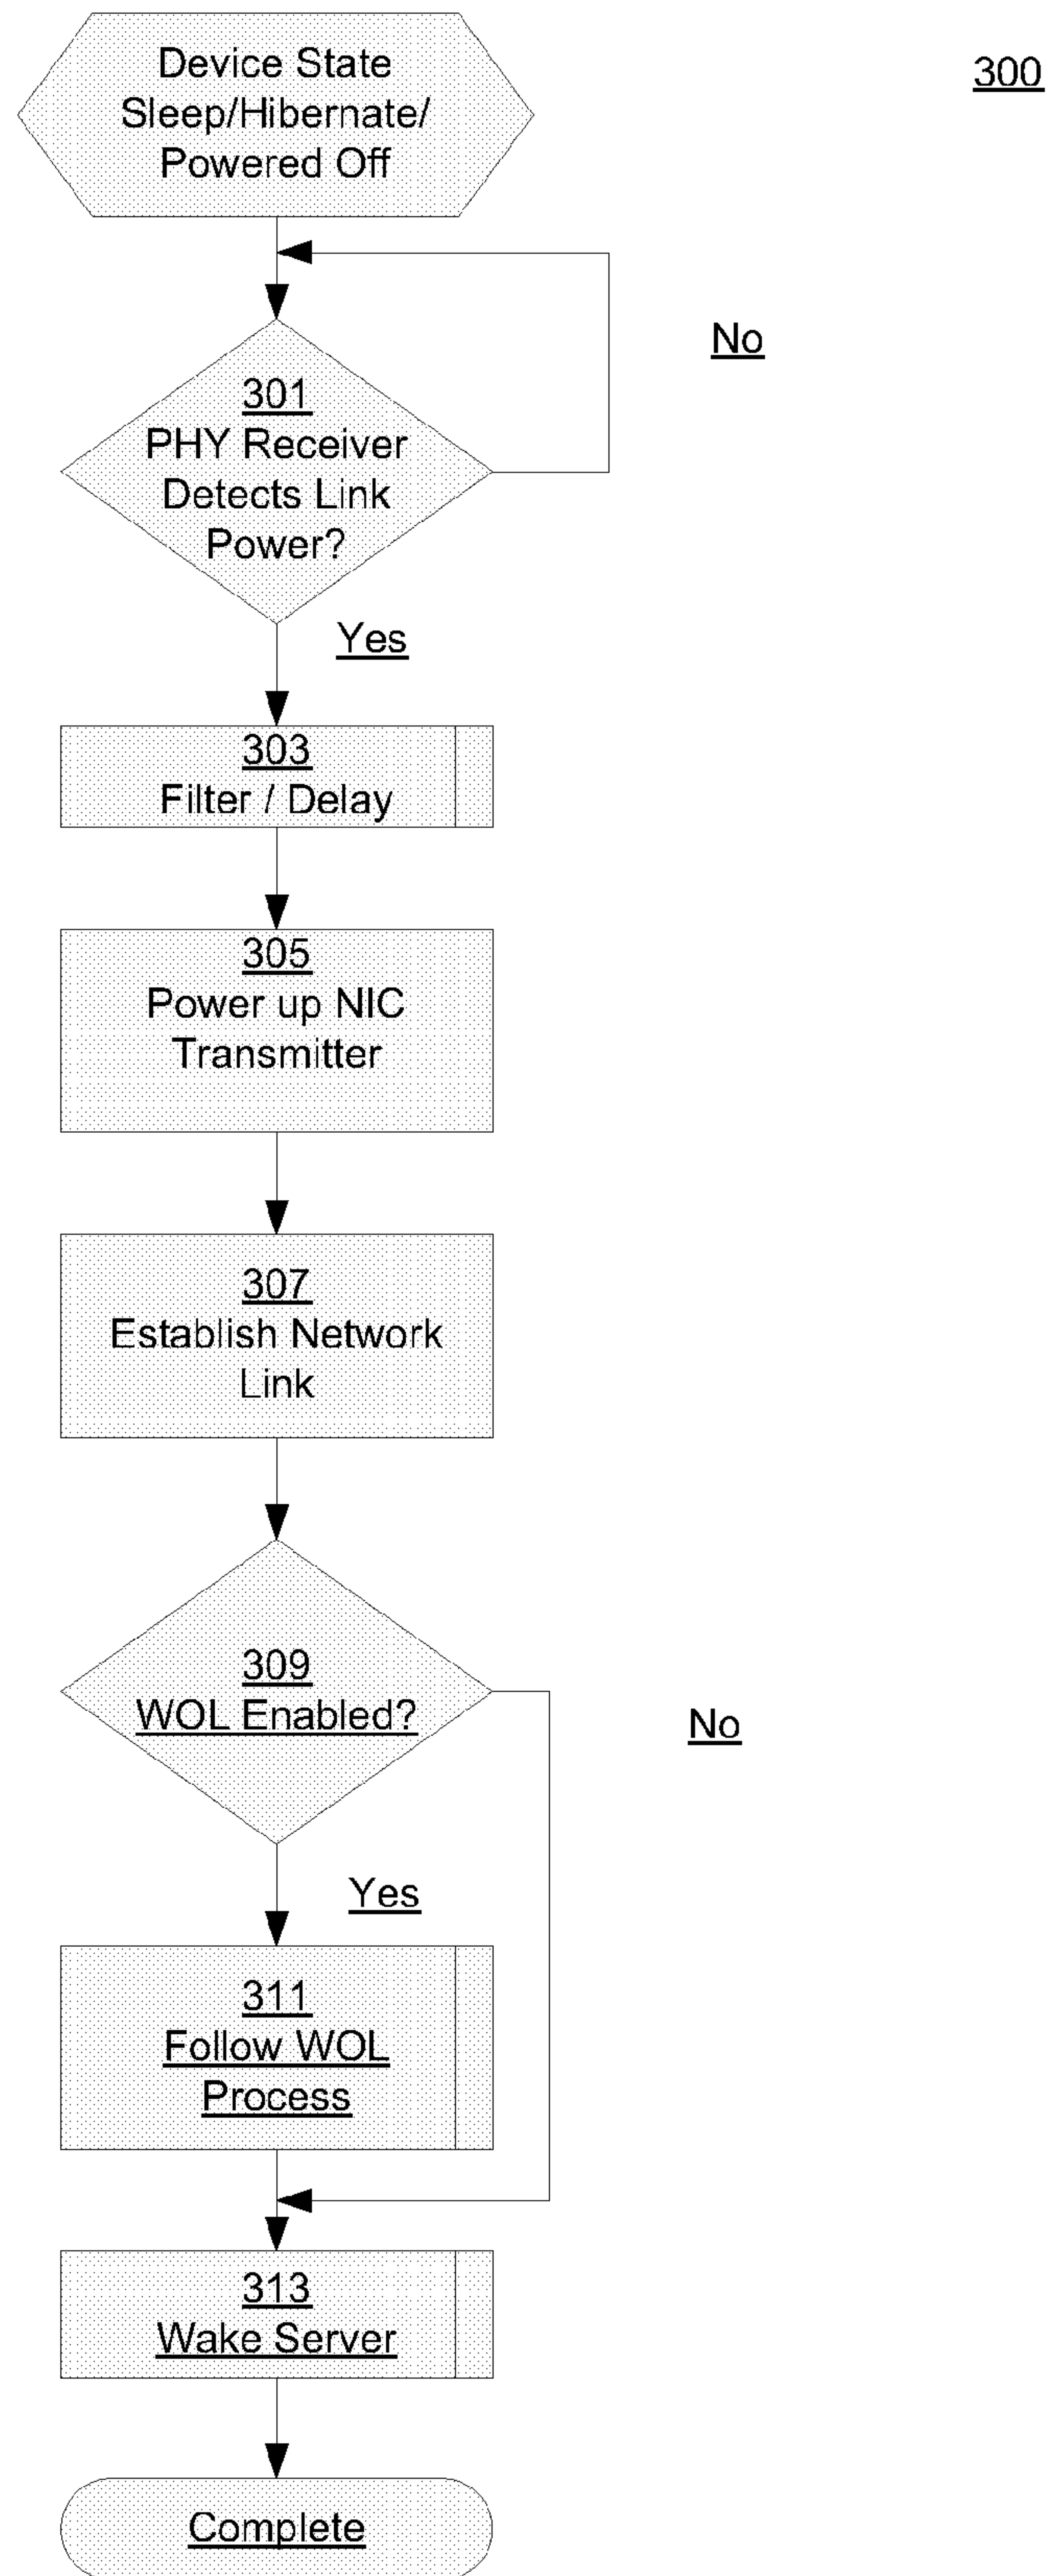 Device State
Sleep/Hibernate/
Powered Off
300
No
301
PHY Receiver
Detects Link
Power?
Yes
303
Filter / Delay
305
Power up NIC
Transmitter
307
Establish Network
Link
309
WOL Enabled?
No
Yes
311
Follow WOL
Process
313
Wake Server
Complete